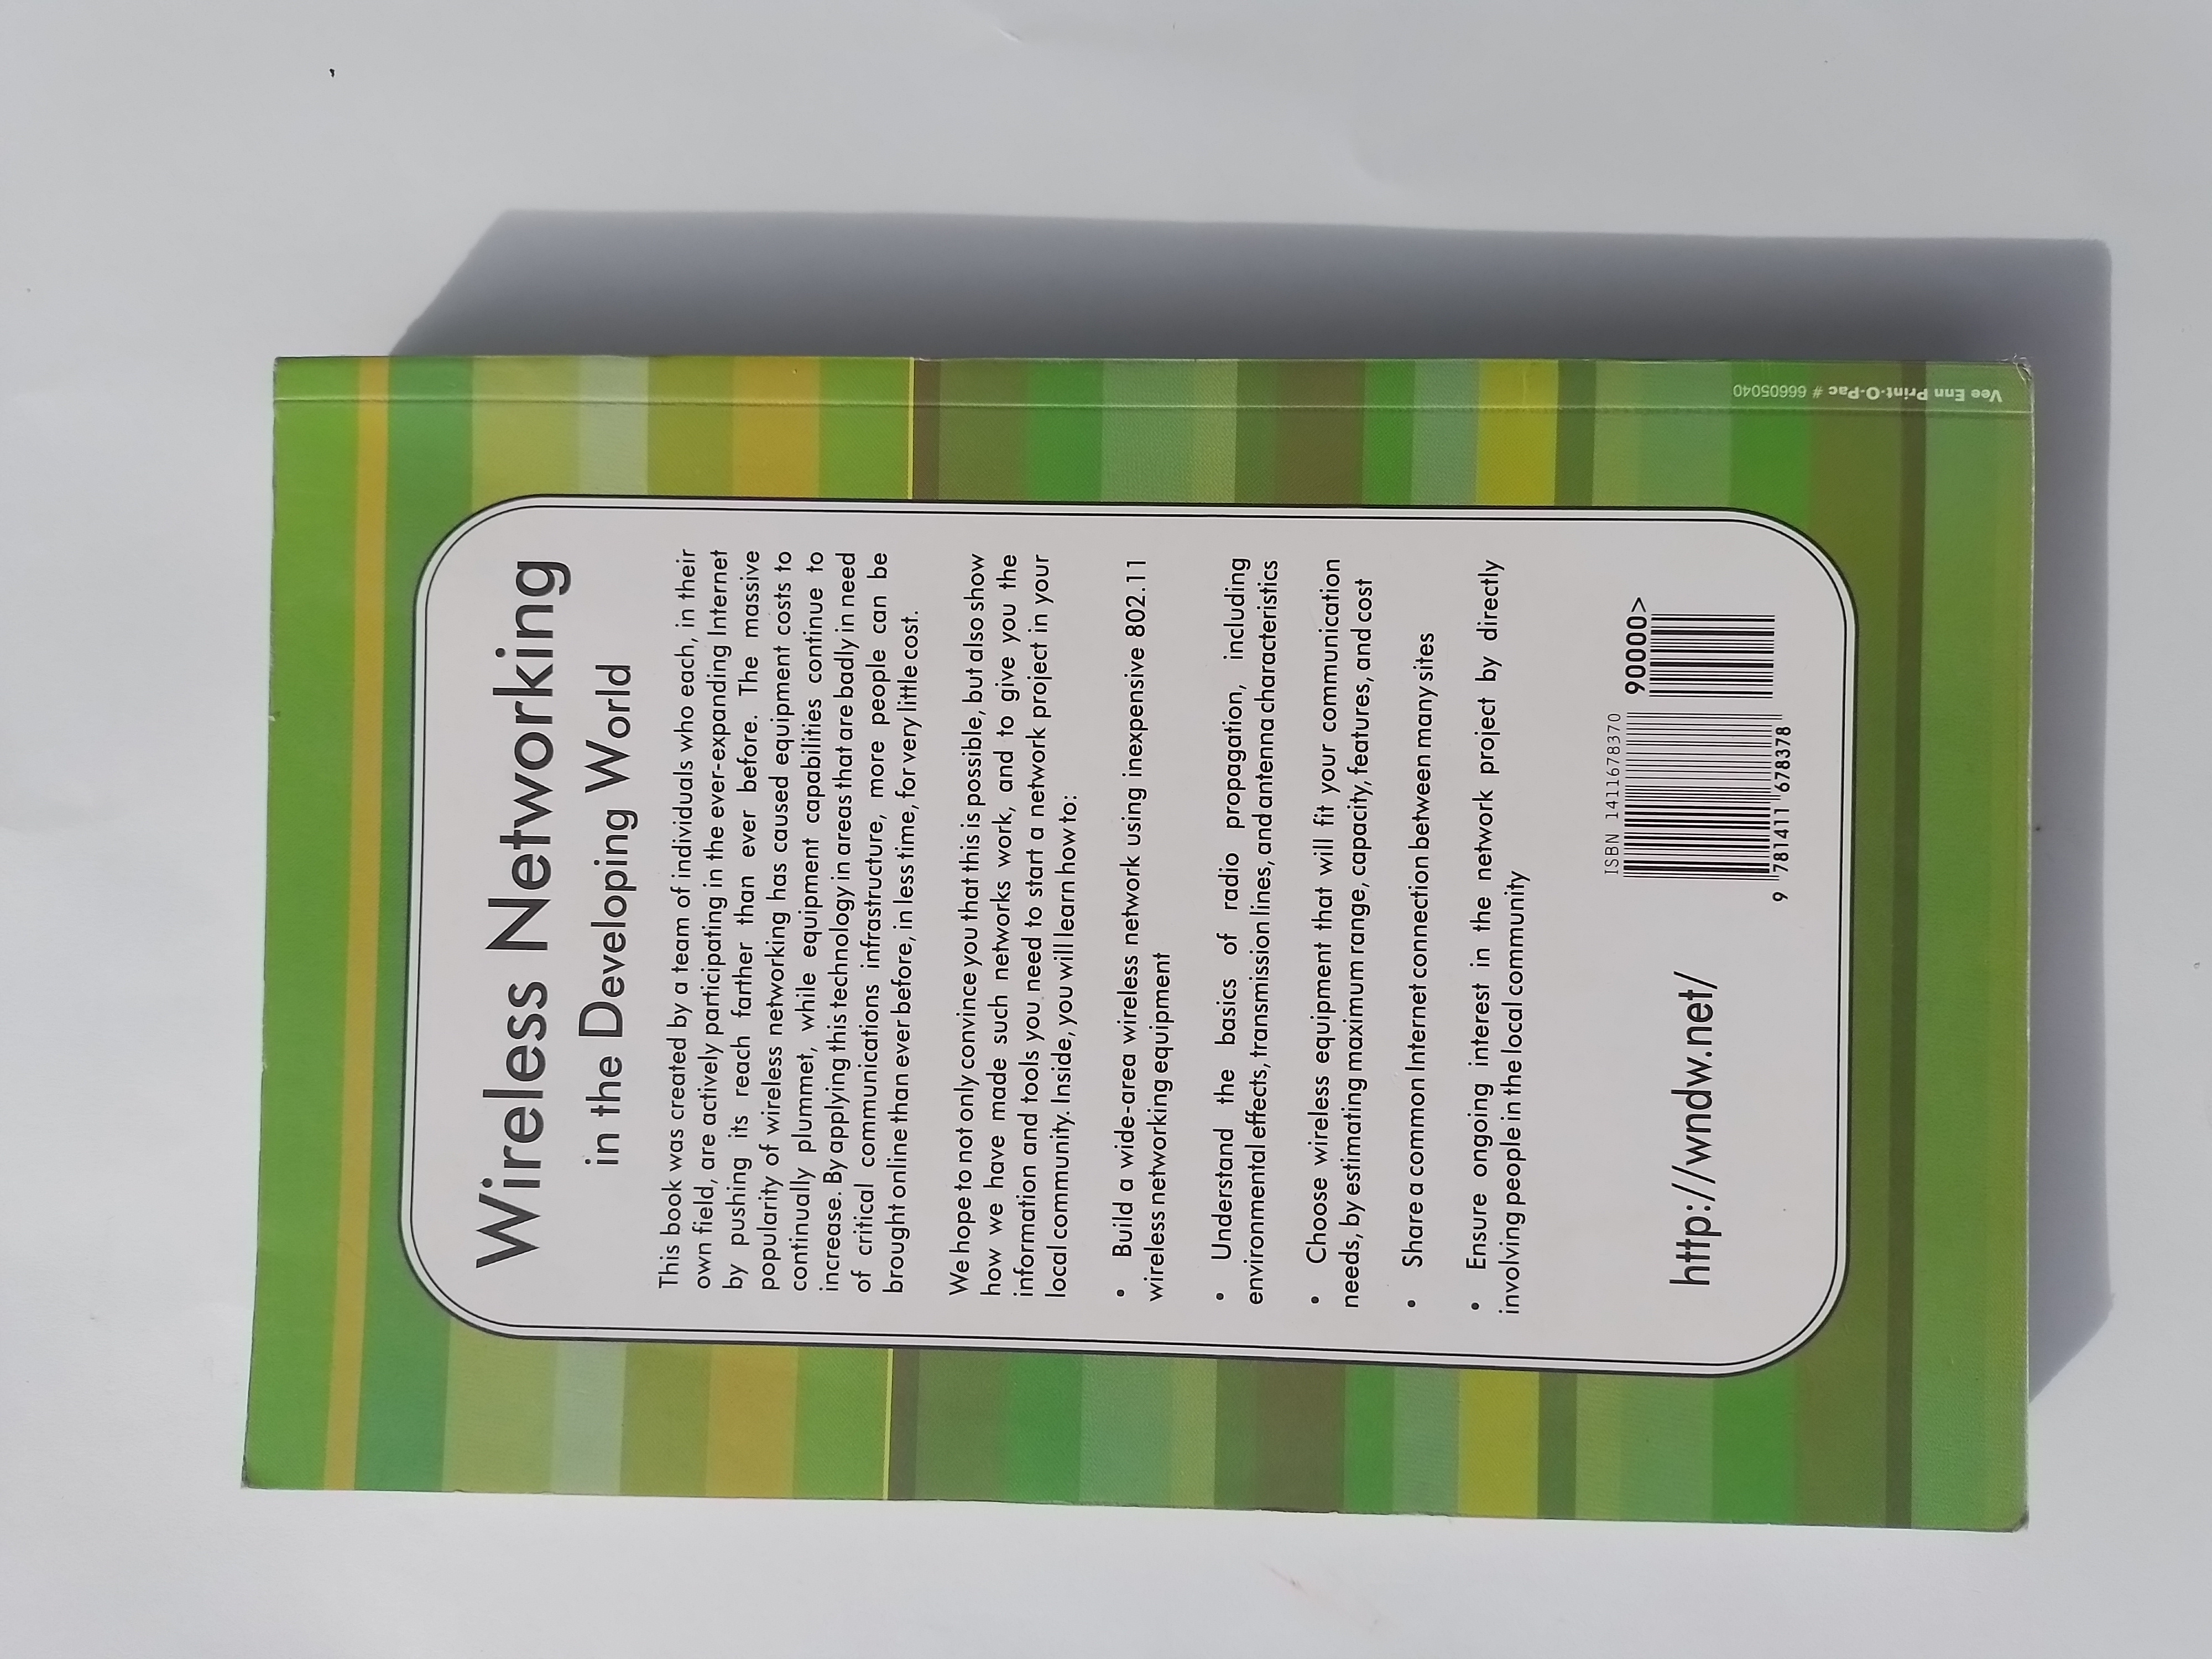 Wireless Networking
in the Developing World
This book was created by a team of individuals who each, in their
own field, are actively participating in the ever-expanding Internet
by pushing its reach farther than ever before. The massive
popularity of wireless networking has caused equipment costs to
continually plummet, while equipment capabilities continue to
increase. By applying this technology in areas that are badly in need
of critical communications infrastructure, more people can be
brought online than ever before, in less time, for very little cost.
We hope to not only convince you that this is possible, but also show
how we have made such networks work, and to give you the
information and tools you need to start a network project in your
local community. Inside, you will learn how to:
• Build a wide-area wireless network using inexpensive 802.11
wireless networking equipment
• Understand the basics of radio propagation, including
environmental effects, transmission lines, and antenna characteristics
• Choose wireless equipment that will fit your communication
needs, by estimating maximum range, capacity, features, and cost
• Share a common Internet connection between many sites
• Ensure ongoing interest in the network project by directly
involving people in the local community
http://wndw.net/
ISBN 1411678370
90000>
9 781411 678378
Vee Enn Print-O-Pac # 66605040